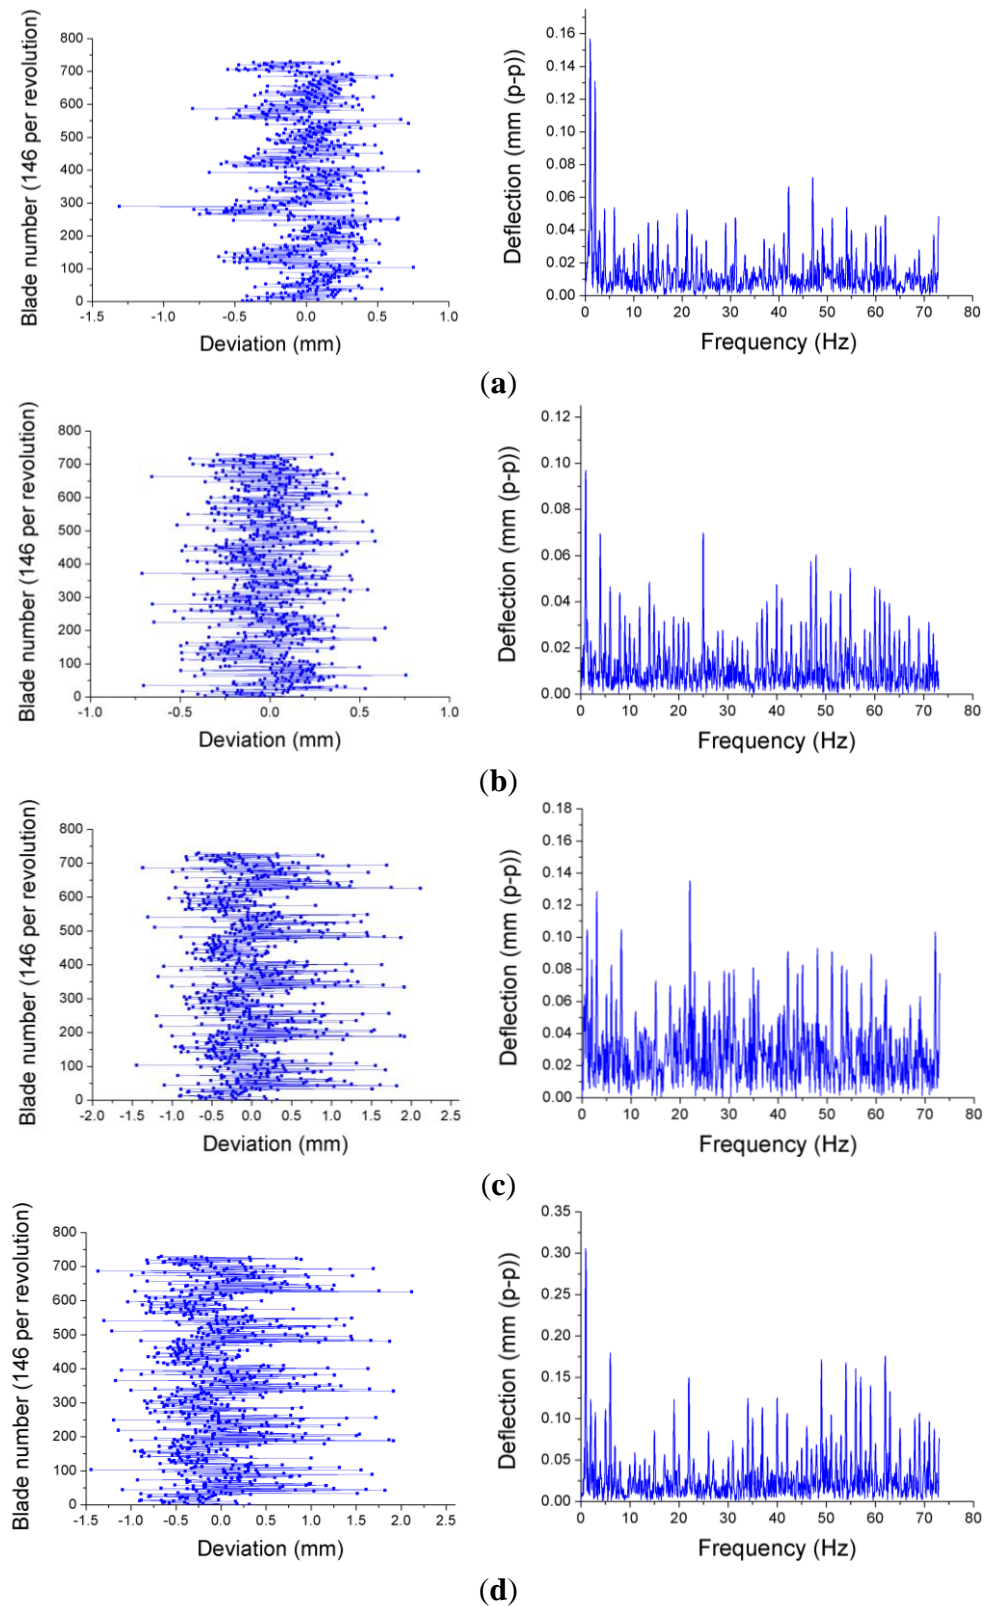 Blade number (146 per revolution)
800
700
600
500
400
300
200
100
0
-1.5 -1.0 -0.5 0.0 0.5 1.0
Deviation (mm)
Deflection (mm (p-p))
0.16
0.14
0.12
0.10
0.08
0.06
0.04
0.02
0.00
0 10 20 30 40 50 60 70 80
Frequency (Hz)
(a)
Blade number (146 per revolution)
800
700
600
500
400
300
200
100
0
-1.0 -0.5 0.0 0.5 1.0
Deviation (mm)
Deflection (mm (p-p))
0.12
0.10
0.08
0.06
0.04
0.02
0.00
0 10 20 30 40 50 60 70 80
Frequency (Hz)
(b)
Blade number (146 per revolution)
800
700
600
500
400
300
200
100
0
-2.0 -1.5 -1.0 -0.5 0.0 0.5 1.0 1.5 2.0 2.5
Deviation (mm)
Deflection (mm (p-p))
0.18
0.16
0.14
0.12
0.10
0.08
0.06
0.04
0.02
0.00
0 10 20 30 40 50 60 70 80
Frequency (Hz)
(c)
Blade number (146 per revolution)
800
700
600
500
400
300
200
100
0
-1.5 -1.0 -0.5 0.0 0.5 1.0 1.5 2.0 2.5
Deviation (mm)
Deflection (mm (p-p))
0.35
0.30
0.25
0.20
0.15
0.10
0.05
0.00
0 10 20 30 40 50 60 70 80
Frequency (Hz)
(d)